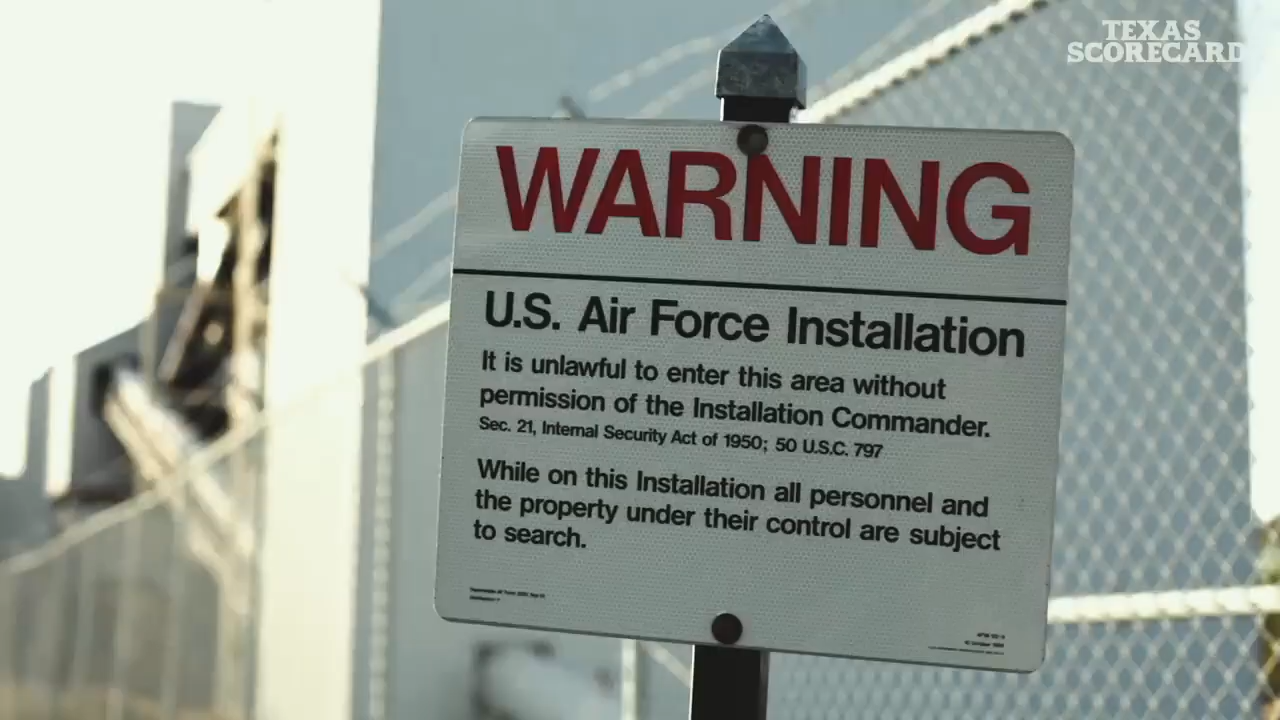 TEXAS
SCORECARD
WARNING
U.S. Air Force Installation
It is unlawful to enter this area without
permission of the Installation Commander.
Sec. 21, Internal Security Act of 1950; 50 U.S.C. 797
While on this Installation all personnel and
the property under their control are subject
to search.